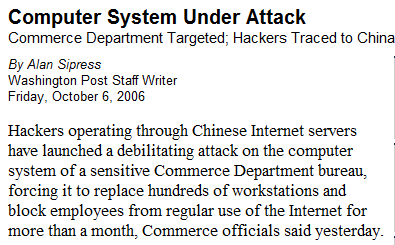 Computer System Under Attack
Commerce Department Targeted; Hackers Traced to China
By Alan Sipress
Washington Post Staff Writer
Friday, October 6, 2006
Hackers operating through Chinese Internet servers
have launched a debilitating attack on the computer
system of a sensitive Commerce Department bureau,
forcing it to replace hundreds of workstations and
block employees from regular use of the Internet for
more than a month, Commerce officials said yesterday.